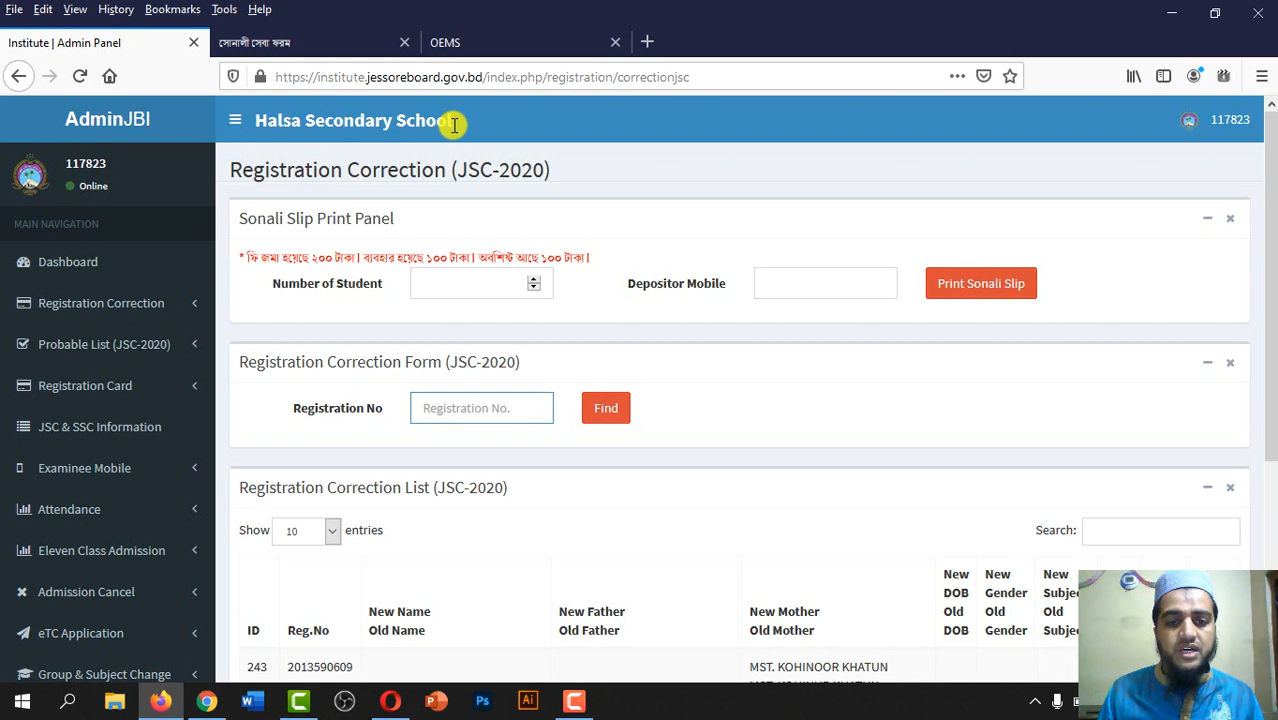 File Edit View History Bookmarks Tools Help
Institute | Admin Panel
সোনালী সেবা ফরম
OEMS
https://institute.jessoreboard.gov.bd/index.php/registration/correctionjsc
AdminJBI
Halsa Secondary School
117823
117823
Online
MAIN NAVIGATION
Dashboard
Registration Correction
Probable List (JSC-2020)
Registration Card
JSC & SSC Information
Examinee Mobile
Attendance
Eleven Class Admission
Admission Cancel
eTC Application
Group & Subject Change
Registration Correction (JSC-2020)
Sonali Slip Print Panel
* ফি জমা হয়েছে ২০০ টাকা। ব্যবহার হয়েছে ১০০ টাকা। অবশিষ্ট আছে ১০০ টাকা।
Number of Student
Depositor Mobile
Print Sonali Slip
Registration Correction Form (JSC-2020)
Registration No
Registration No.
Find
Registration Correction List (JSC-2020)
Show 10 entries
Search:
ID
Reg.No
New Name
Old Name
New Father
Old Father
New Mother
Old Mother
New DOB
Old DOB
New Gender
Old Gender
New
Old
243
2013590609
MST. KOHINOOR KHATUN